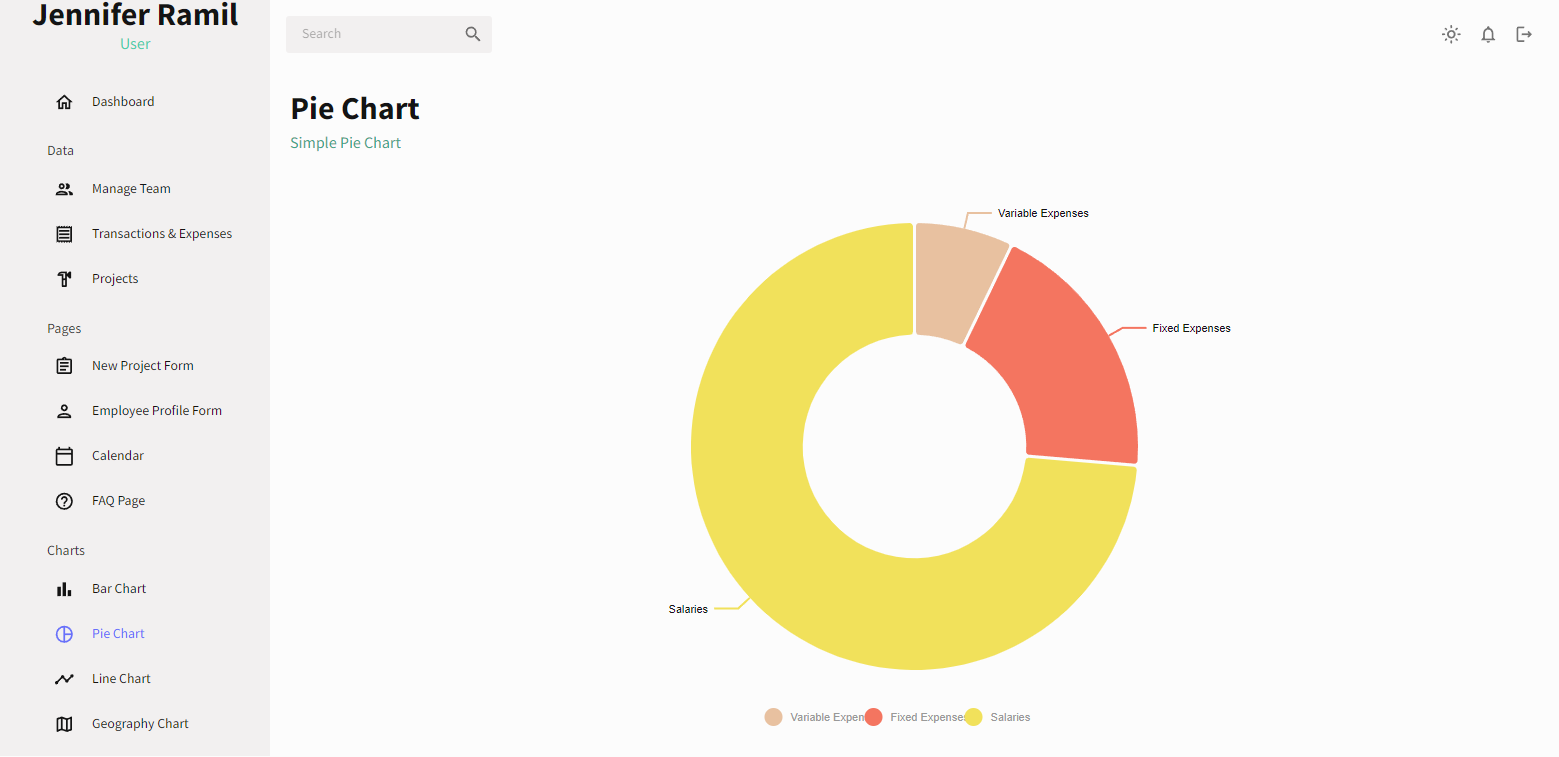 Jennifer Ramil
User
Dashboard
Data
Manage Team
Transactions & Expenses
Projects
Pages
New Project Form
Employee Profile Form
Calendar
FAQ Page
Charts
Bar Chart
Pie Chart
Line Chart
Geography Chart
Search
Pie Chart
Simple Pie Chart
Variable Expenses
Fixed Expenses
Salaries
Variable Expen Fixed Expenses Salaries